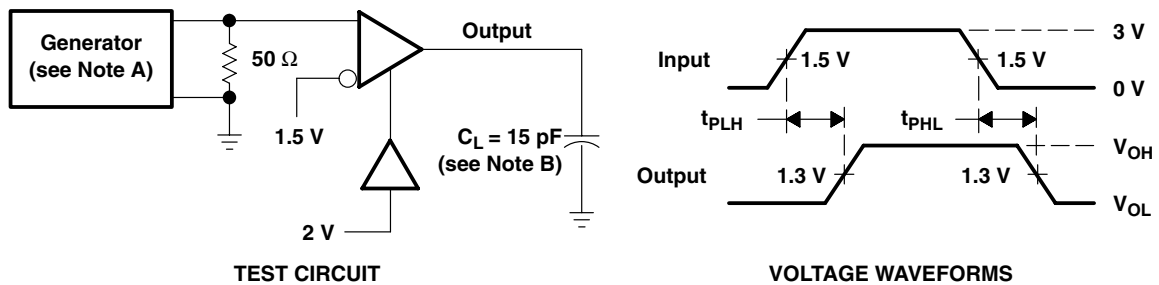 Generator
(see Note A)
50 Ω
1.5 V
2 V
Output
C_L = 15 pF
(see Note B)
TEST CIRCUIT
Input
1.5 V
1.5 V
3 V
0 V
t_PLH
t_PHL
Output
1.3 V
1.3 V
V_OH
V_OL
VOLTAGE WAVEFORMS